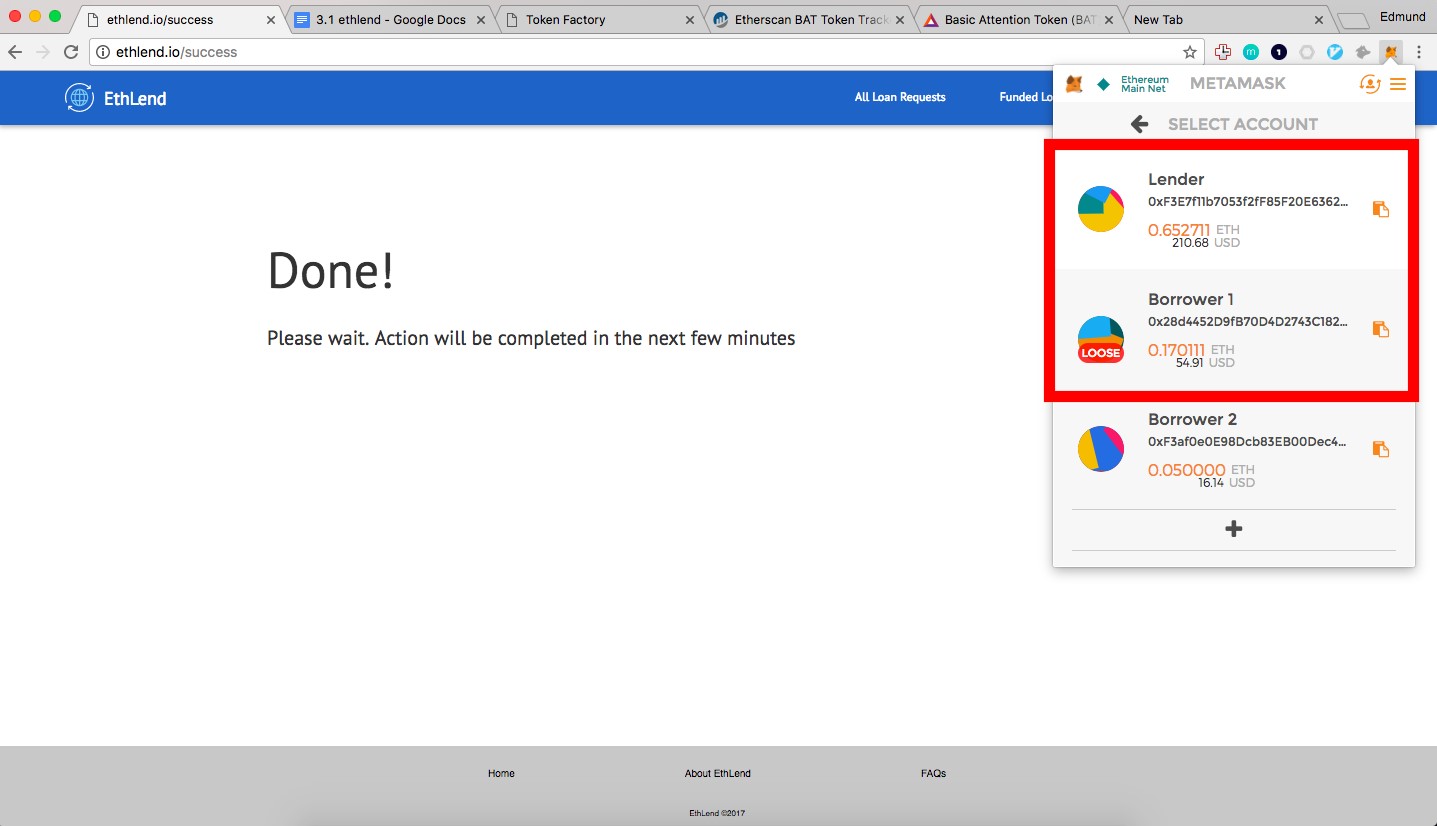 ethlend.io/success
3.1 ethlend - Google Docs
Token Factory
Etherscan BAT Token Track
Basic Attention Token (BAT
New Tab
Edmund
ethlend.io/success
EthLend
All Loan Requests
Funded Lo
Ethereum
Main Net
METAMASK
SELECT ACCOUNT
Lender
0xF3E7f11b7053f2fF85F20E6362...
0.652711 ETH
210.68 USD
Borrower 1
0x28d4452D9fB70D4D2743C182...
LOOSE
0.170111 ETH
54.91 USD
Borrower 2
0xF3af0e0E98Dcb83EB00Dec4...
0.050000 ETH
16.14 USD
Done!
Please wait. Action will be completed in the next few minutes
Home
About EthLend
FAQs
EthLend ©2017